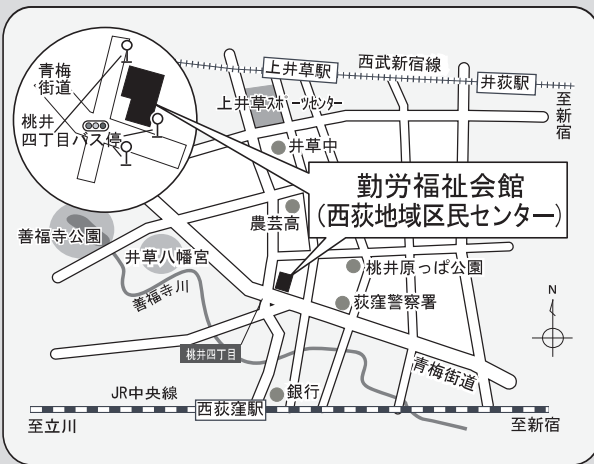 青梅
街道
桃井
四丁目バス停
上井草駅
西武新宿線
井荻駅
至新宿
上井草スポーツセンター
井草中
勤労福祉会館
(西荻地域区民センター)
農芸高
善福寺公園
井草八幡宮
善福寺川
桃井原っぱ公園
荻窪警察署
N
桃井四丁目
青梅街道
JR中央線
銀行
西荻窪駅
至立川
至新宿